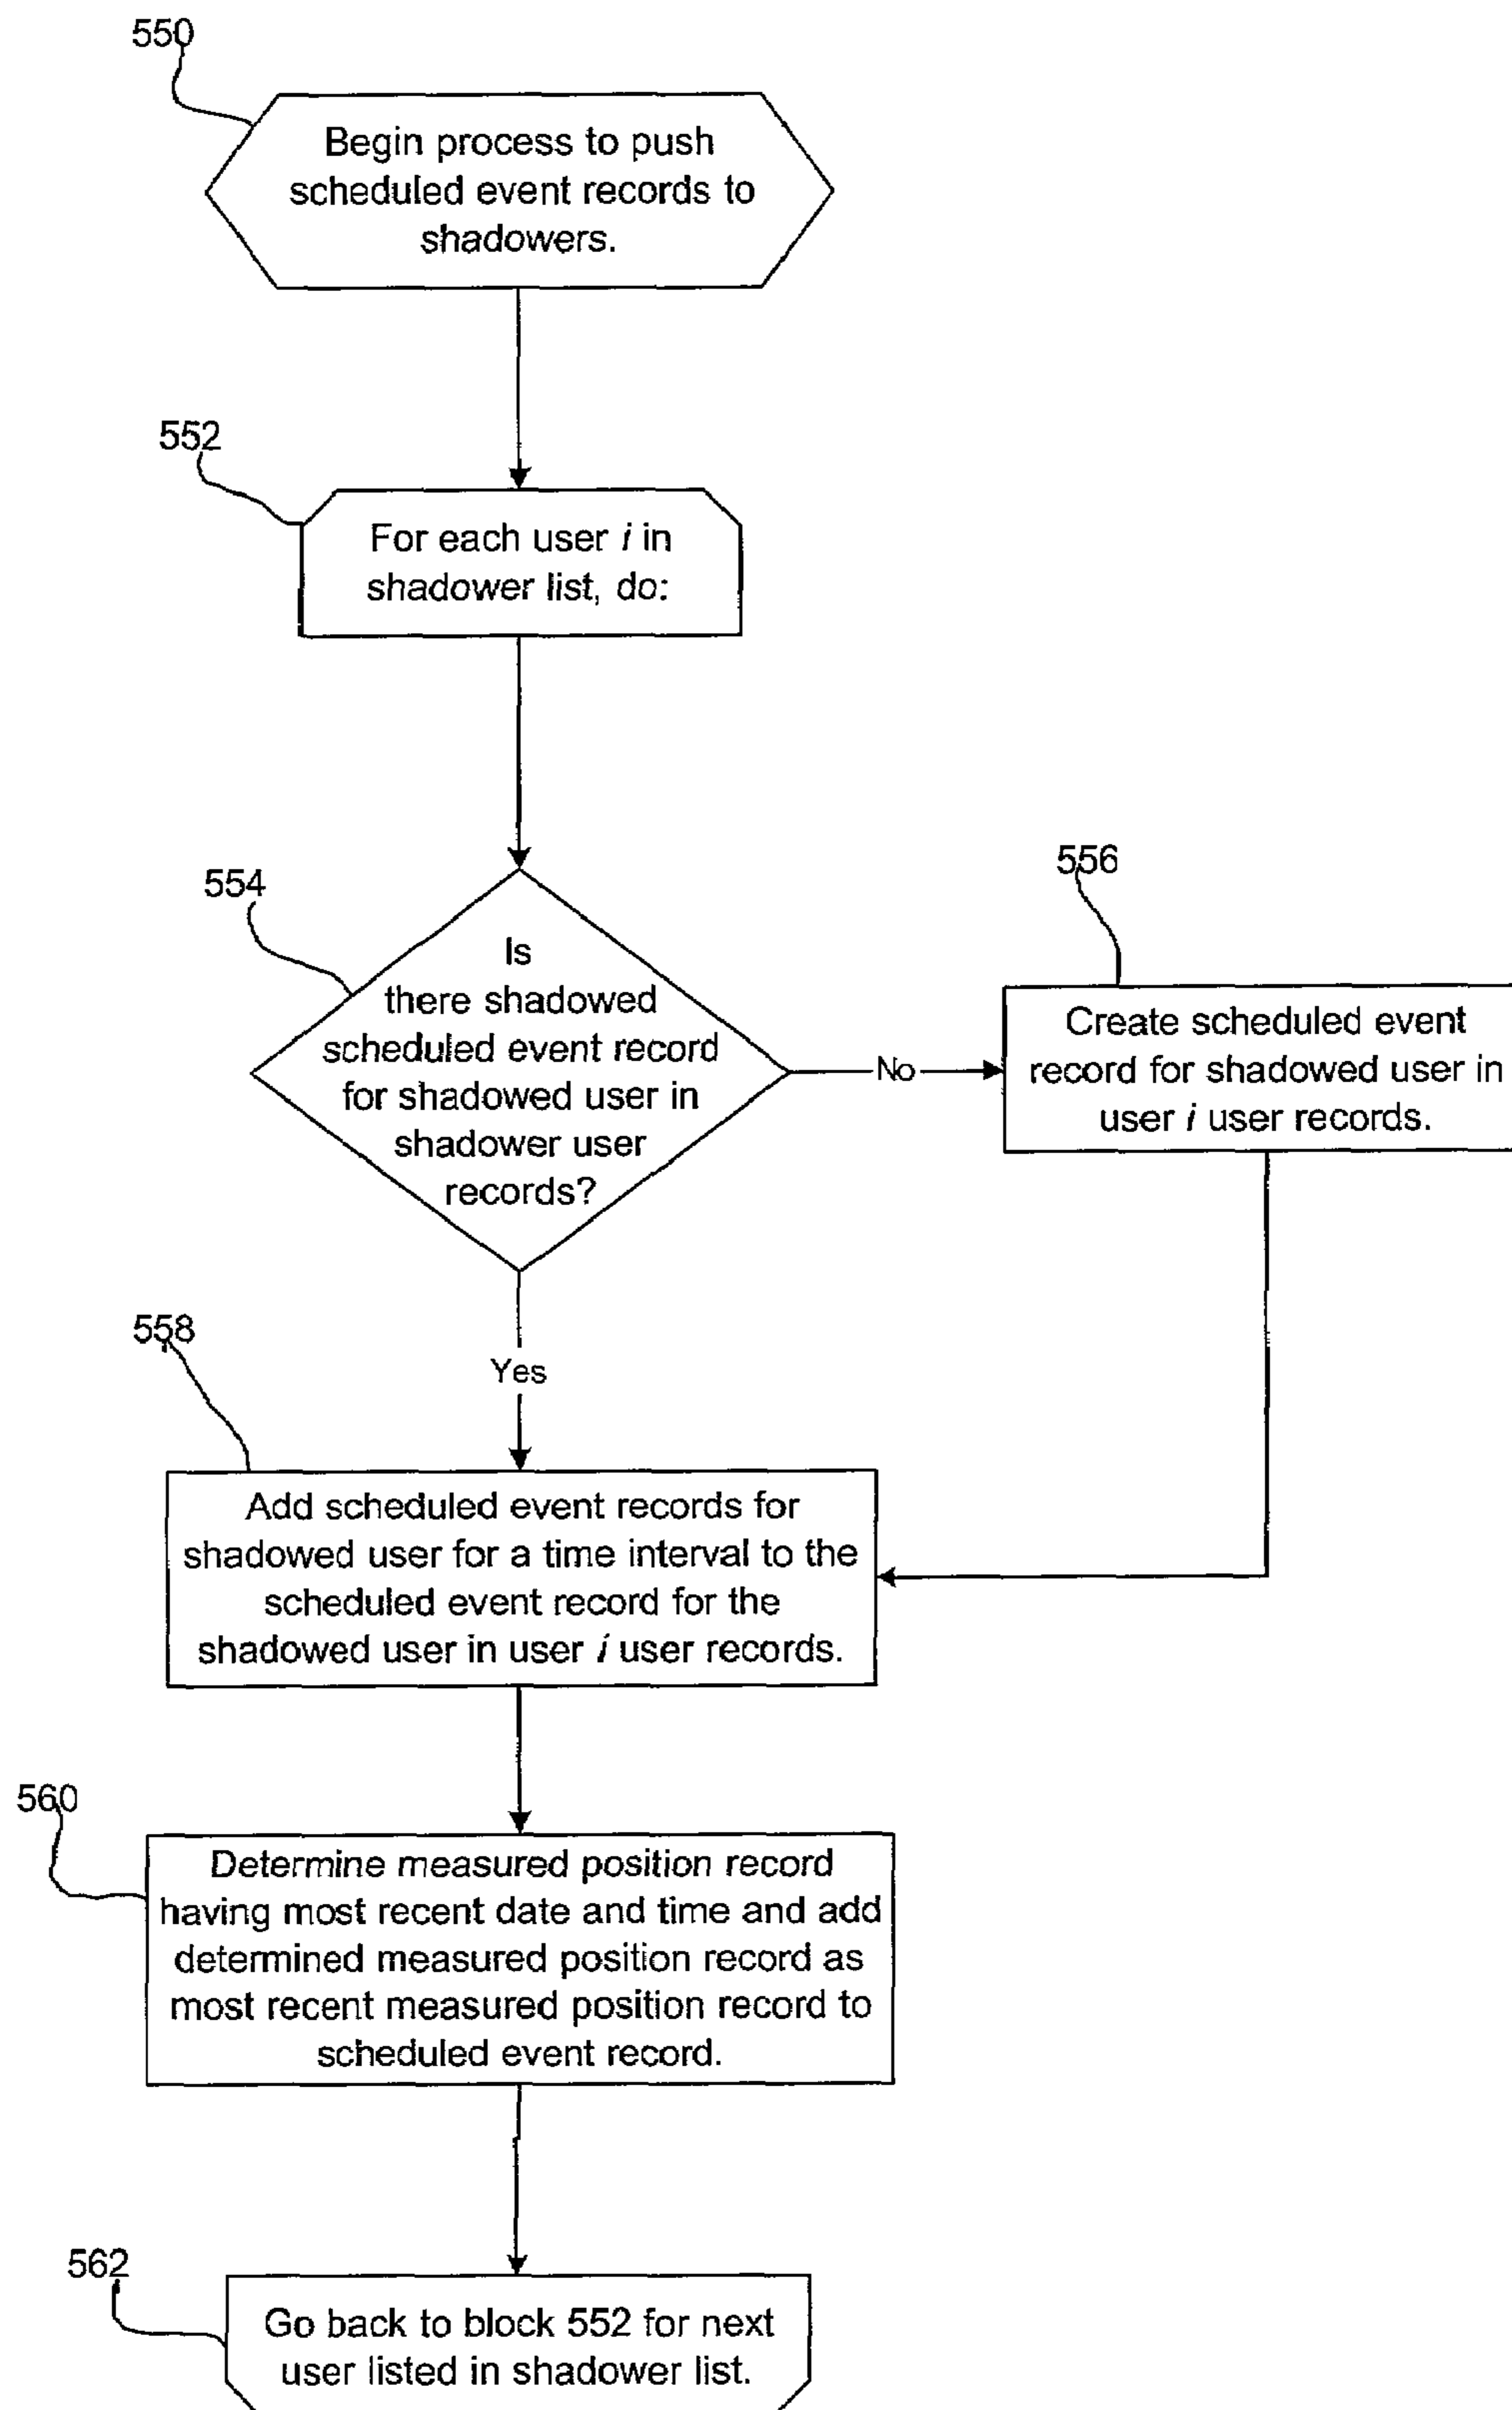 550
Begin process to push
scheduled event records to
shadowers.
552
For each user i in
shadower list, do:
554
Is
there shadowed
scheduled event record
for shadowed user in
shadower user
records?
No
556
Create scheduled event
record for shadowed user in
user i user records.
Yes
558
Add scheduled event records for
shadowed user for a time interval to the
scheduled event record for the
shadowed user in user i user records.
560
Determine measured position record
having most recent date and time and add
determined measured position record as
most recent measured position record to
scheduled event record.
562
Go back to block 552 for next
user listed in shadower list.